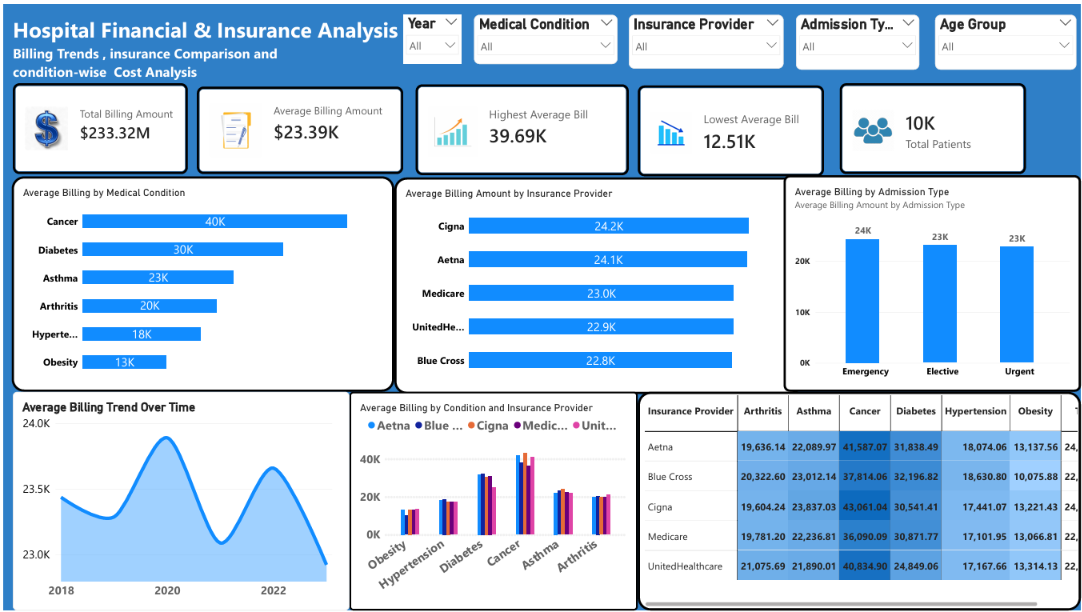 Hospital Financial & Insurance Analysis
Billing Trends , insurance Comparison and
condition-wise Cost Analysis
Year
All
Medical Condition
All
Insurance Provider
All
Admission Ty...
All
Age Group
All
Total Billing Amount
$233.32M
Average Billing Amount
$23.39K
Highest Average Bill
39.69K
Lowest Average Bill
12.51K
10K
Total Patients
Average Billing by Medical Condition
Cancer 40K
Diabetes 30K
Asthma 23K
Arthritis 20K
Hyperte... 18K
Obesity 13K
Average Billing Amount by Insurance Provider
Cigna 24.2K
Aetna 24.1K
Medicare 23.0K
UnitedHe... 22.9K
Blue Cross 22.8K
Average Billing by Admission Type
Average Billing Amount by Admission Type
24K 23K 23K
20K
10K
0K
Emergency Elective Urgent
Average Billing Trend Over Time
24.0K
23.5K
23.0K
2018 2020 2022
Average Billing by Condition and Insurance Provider
Aetna Blue ... Cigna Medic... Unit...
40K
20K
0K
Obesity Hypertension Diabetes Cancer Asthma Arthritis
Insurance Provider Arthritis Asthma Cancer Diabetes Hypertension Obesity
Aetna 19,636.14 22,089.97 41,587.07 31,838.49 18,074.06 13,137.56 24,
Blue Cross 20,322.60 23,012.14 37,814.06 32,196.82 18,630.80 10,075.88 22,
Cigna 19,604.24 23,837.03 43,061.04 30,541.41 17,441.07 13,221.43 24,
Medicare 19,781.20 22,236.81 36,090.09 30,871.77 17,101.95 13,066.81 22,
UnitedHealthcare 21,075.69 21,890.01 40,834.90 24,849.06 17,167.66 13,314.13 22,